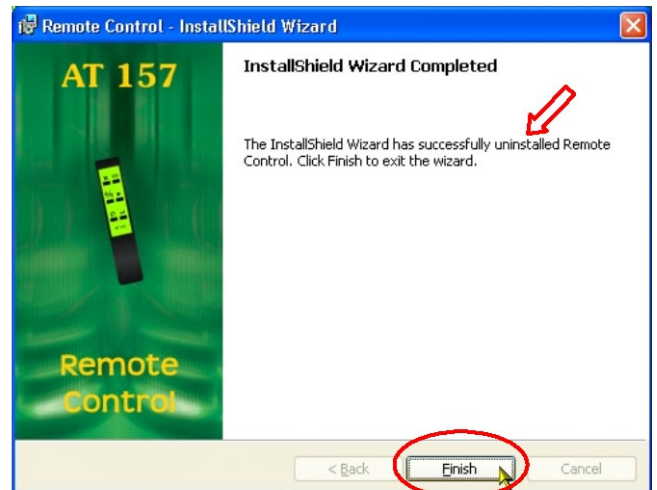 Remote Control - InstallShield Wizard
AT 157
InstallShield Wizard Completed
The InstallShield Wizard has successfully uninstalled Remote
Control. Click Finish to exit the wizard.
Remote
Control
< Back
Finish
Cancel